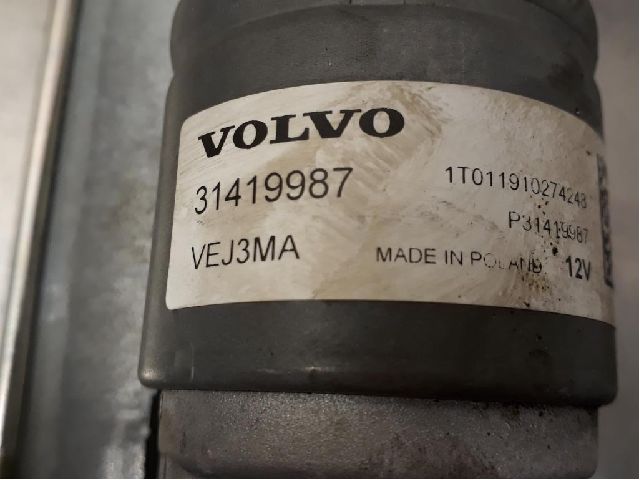 VOLVO
31419987 1T011910274248
P31419987
VEJ3MA MADE IN POLAND 12V